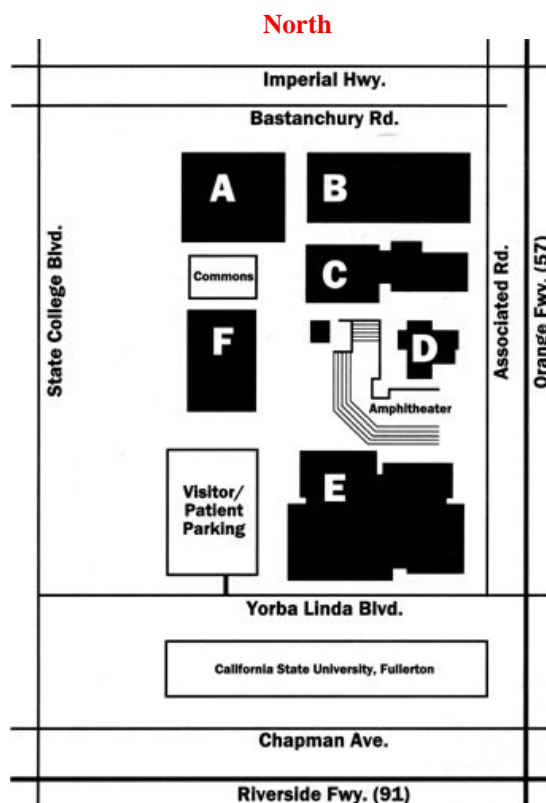 North
Imperial Hwy.
Bastanchury Rd.
A
B
State College Blvd.
Commons
C
Associated Rd.
Orange Fwy. (57)
F
D
Amphitheater
Visitor/
Patient
Parking
E
Yorba Linda Blvd.
California State University, Fullerton
Chapman Ave.
Riverside Fwy. (91)